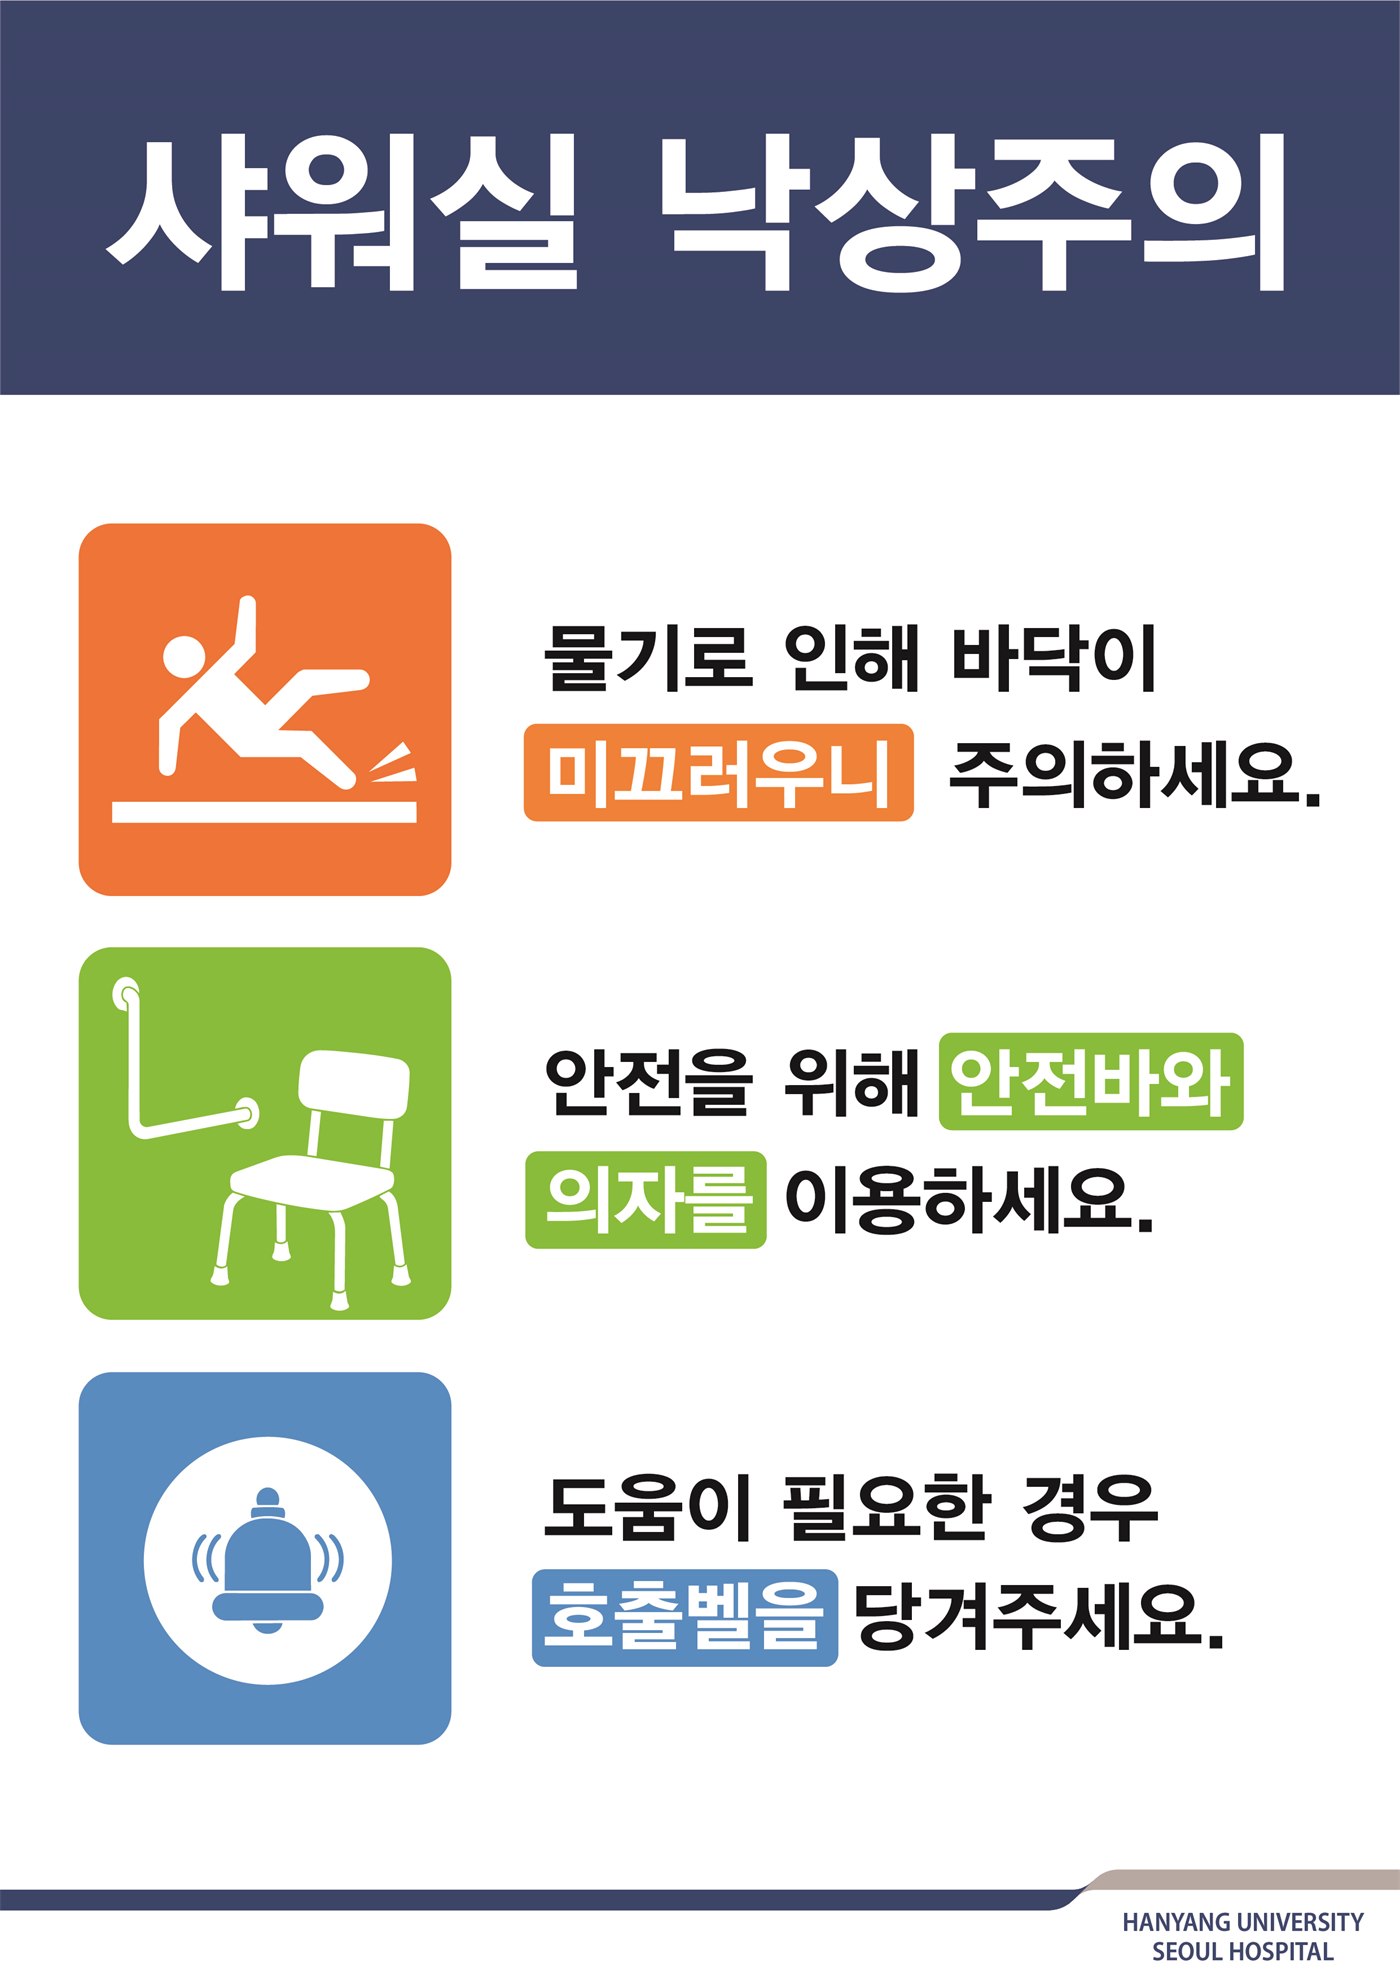 샤워실 낙상주의
물기로 인해 바닥이
미끄러우니 주의하세요.
안전을 위해 안전바와
의자를 이용하세요.
도움이 필요한 경우
호출벨을 당겨주세요.
HANYANG UNIVERSITY
SEOUL HOSPITAL